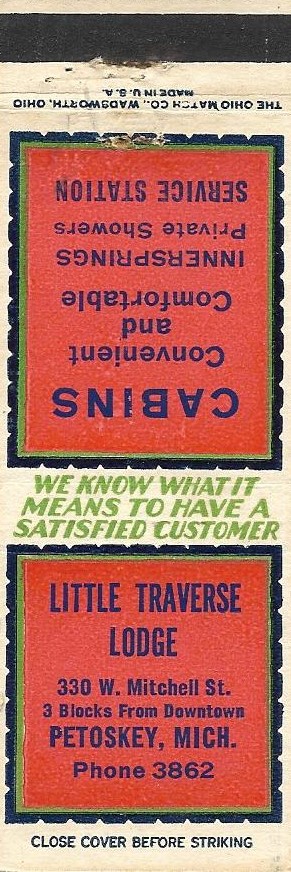 THE OHIO MATCH CO., WADSWORTH, OHIO
MADE IN U.S.A.
CABINS
Convenient
and
Comfortable
INNERSPRINGS
Private Showers
SERVICE STATION
WE KNOW WHAT IT
MEANS TO HAVE A
SATISFIED CUSTOMER
LITTLE TRAVERSE
LODGE
330 W. Mitchell St.
3 Blocks From Downtown
PETOSKEY, MICH.
Phone 3862
CLOSE COVER BEFORE STRIKING